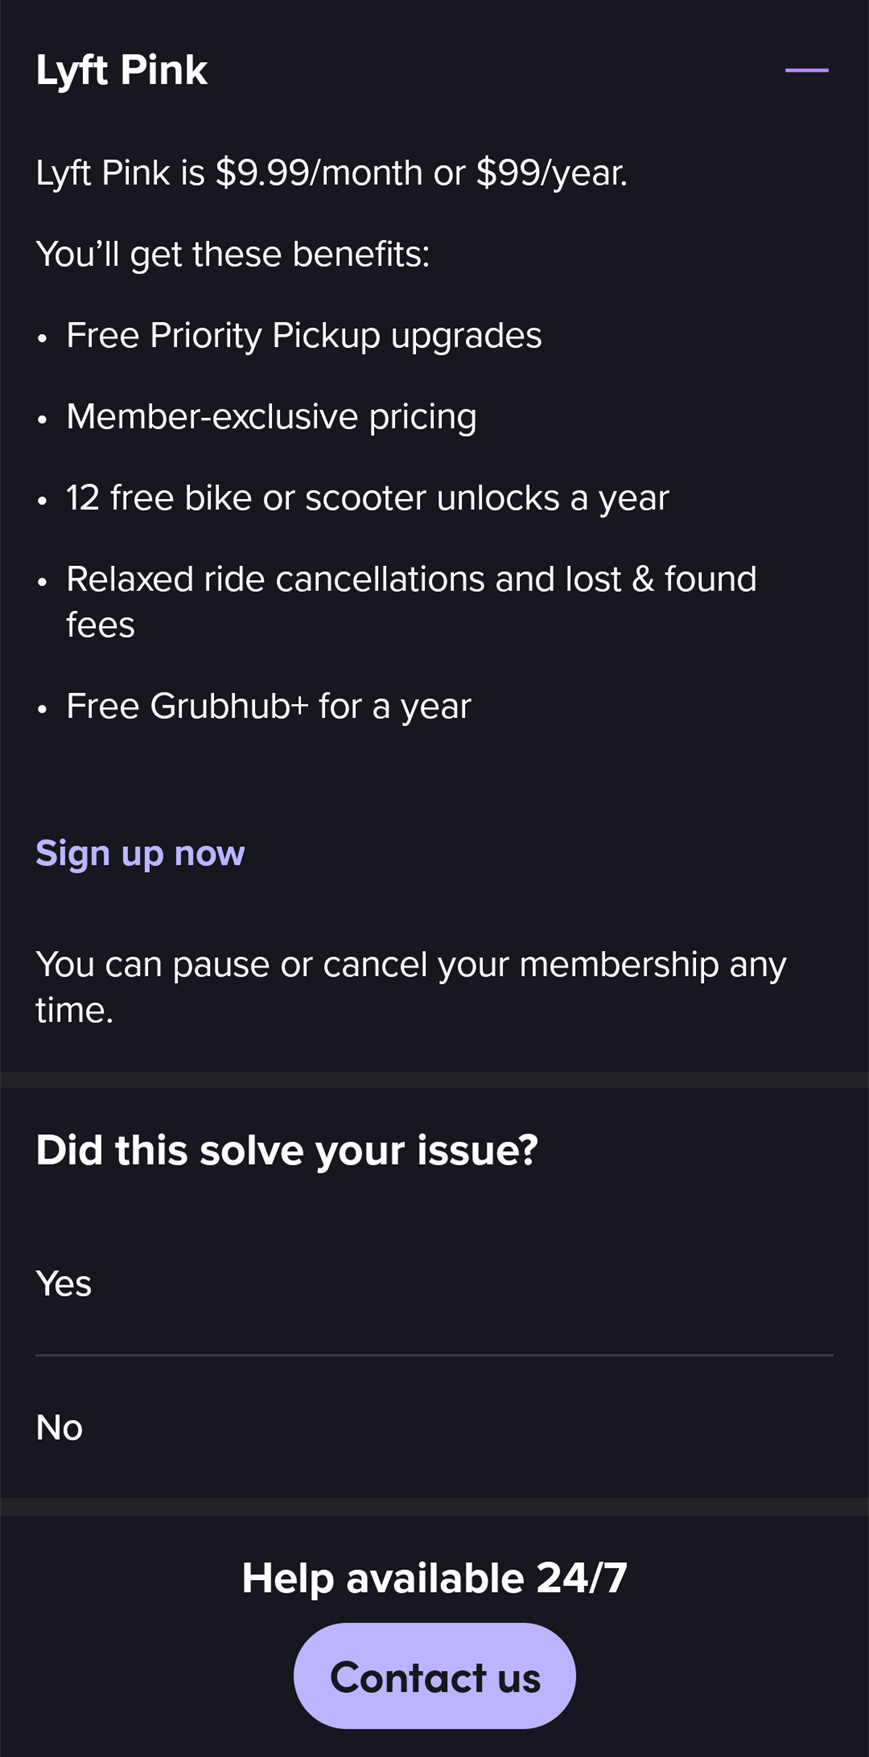 Lyft Pink
Lyft Pink is $9.99/month or $99/year.
You’ll get these benefits:
• Free Priority Pickup upgrades
• Member-exclusive pricing
• 12 free bike or scooter unlocks a year
• Relaxed ride cancellations and lost & found
fees
• Free Grubhub+ for a year
Sign up now
You can pause or cancel your membership any
time.
Did this solve your issue?
Yes
No
Help available 24/7
Contact us